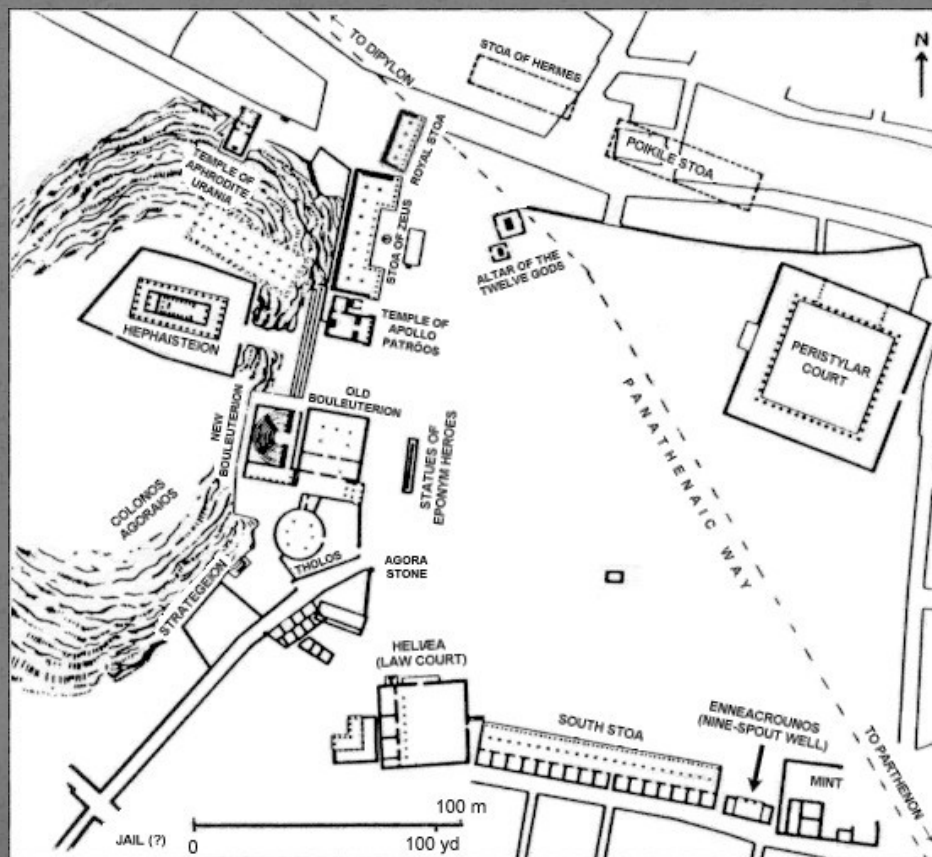 TO DIPYLON
STOA OF HERMES
N
ROYAL STOA
POIKILE STOA
TEMPLE OF
APHRODITE
URANIA
STOA OF ZEUS
ALTAR OF THE
TWELVE GODS
TEMPLE OF
APOLLO
PATRÓOS
HEPHAISTEION
PERISTYLAR
COURT
PANATHENAIC WAY
NEW
BOULEUTERION
OLD
BOULEUTERION
STATUES OF
EPONYM HEROES
COLONOS
AGORAIOS
THOLOS
AGORA
STONE
STRATEGEION
HELIÆA
(LAW COURT)
SOUTH STOA
ENNEACROUNOS
(NINE-SPOUT WELL)
TO PARTHENON
MINT
100 m
JAIL (?)
0
100 yd